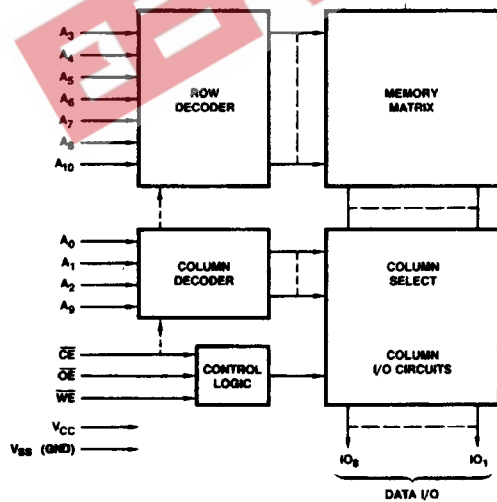 A3
A4
A5
A6
A7
A8
A10
ROW
DECODER
MEMORY
MATRIX
A0
A1
A2
A9
COLUMN
DECODER
COLUMN
SELECT
COLUMN
I/O CIRCUITS
CE
OE
WE
CONTROL
LOGIC
VCC
VSS (GND)
IO8
IO1
DATA I/O